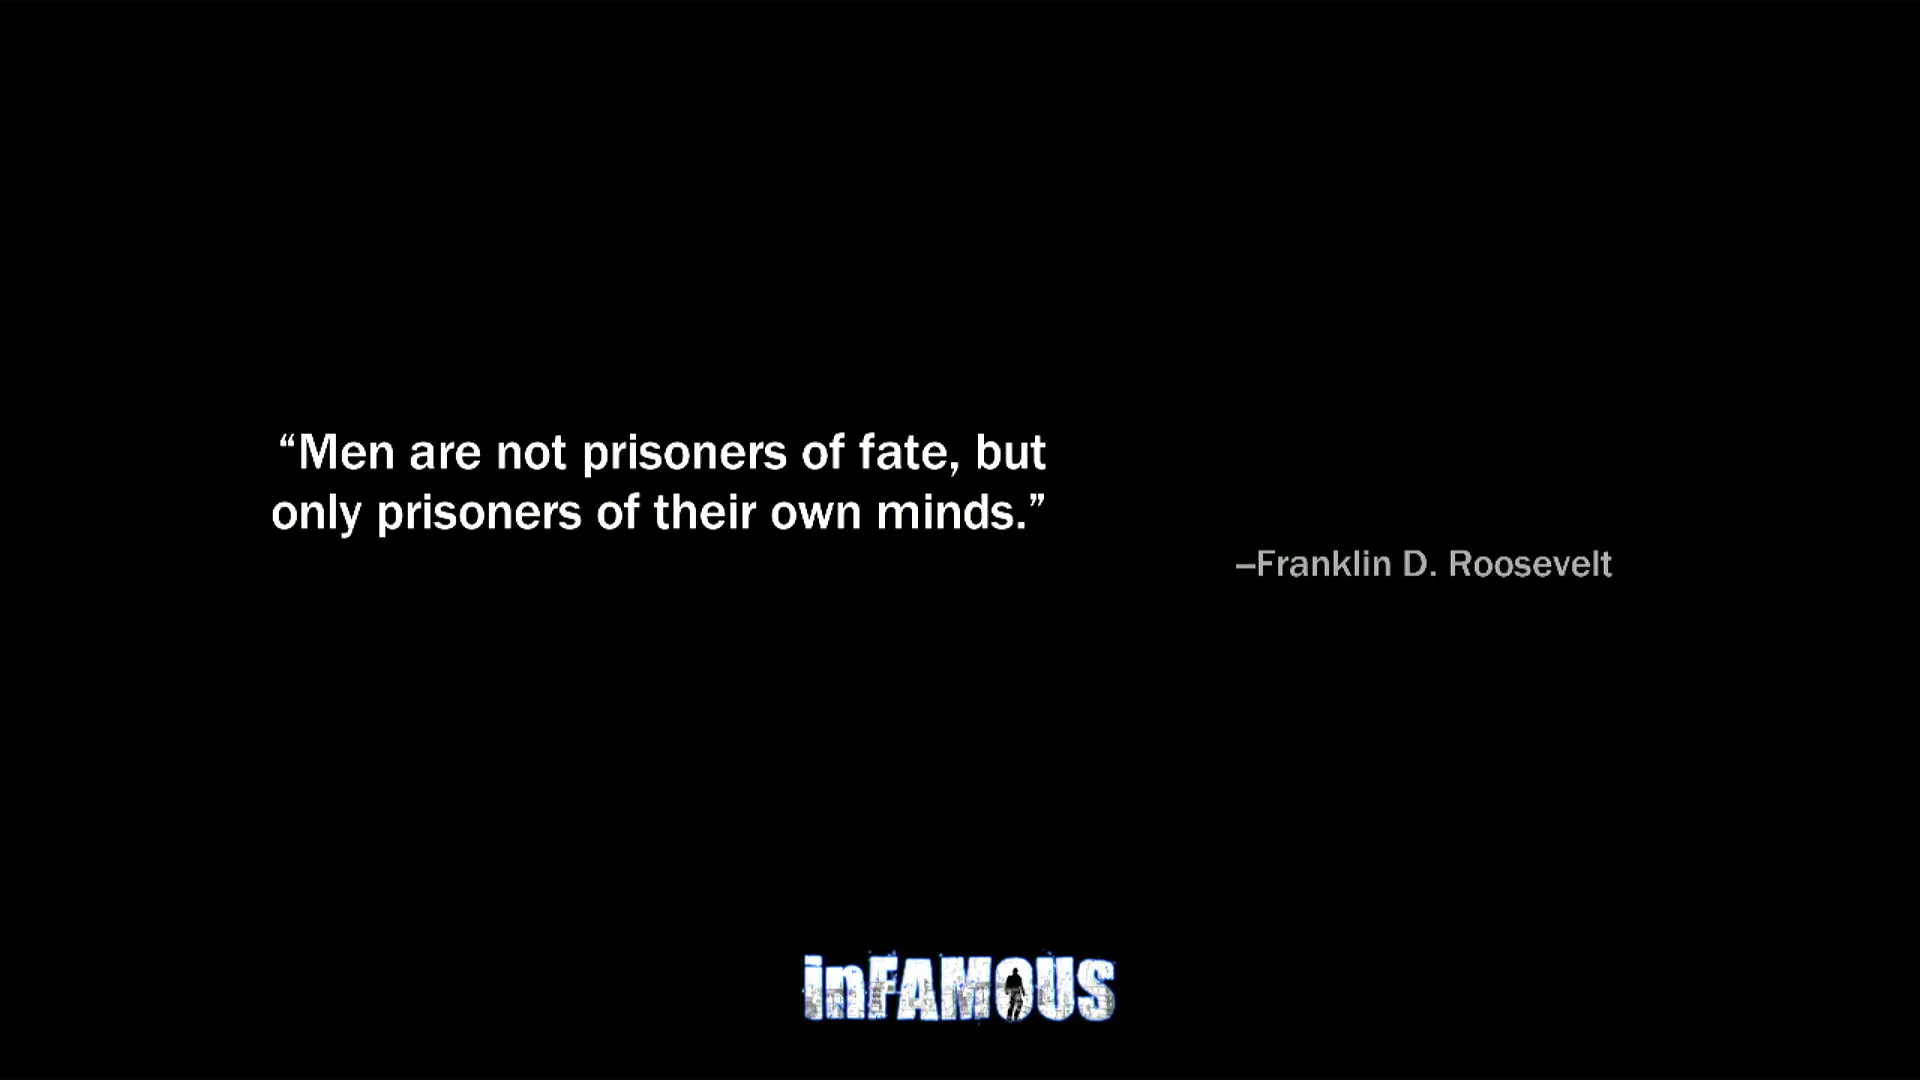 “Men are not prisoners of fate, but
only prisoners of their own minds.”
–Franklin D. Roosevelt
inFAMOUS